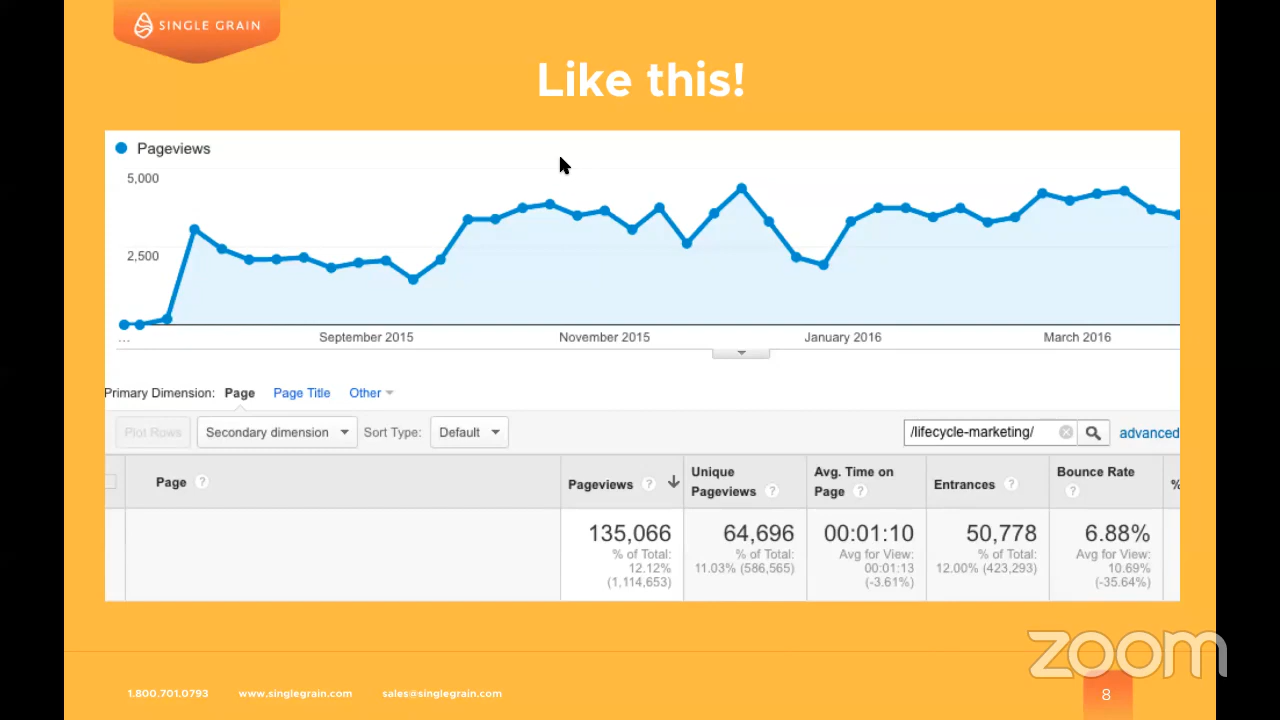 SINGLE GRAIN
Like this!
Pageviews
5,000
2,500
...
September 2015
November 2015
January 2016
March 2016
Primary Dimension: Page Page Title Other
Plot Rows Secondary dimension Sort Type: Default /lifecycle-marketing/ advanced
Page ? Pageviews ? Unique Pageviews ? Avg. Time on Page ? Entrances ? Bounce Rate ? %
135,066 64,696 00:01:10 50,778 6.88%
% of Total: % of Total: Avg for View: % of Total: Avg for View:
12.12% 11.03% (586,565) 00:01:13 12.00% (423,293) 10.69%
(1,114,653) (-3.61%) (-35.64%)
zoom
1.800.701.0793 www.singlegrain.com sales@singlegrain.com 8